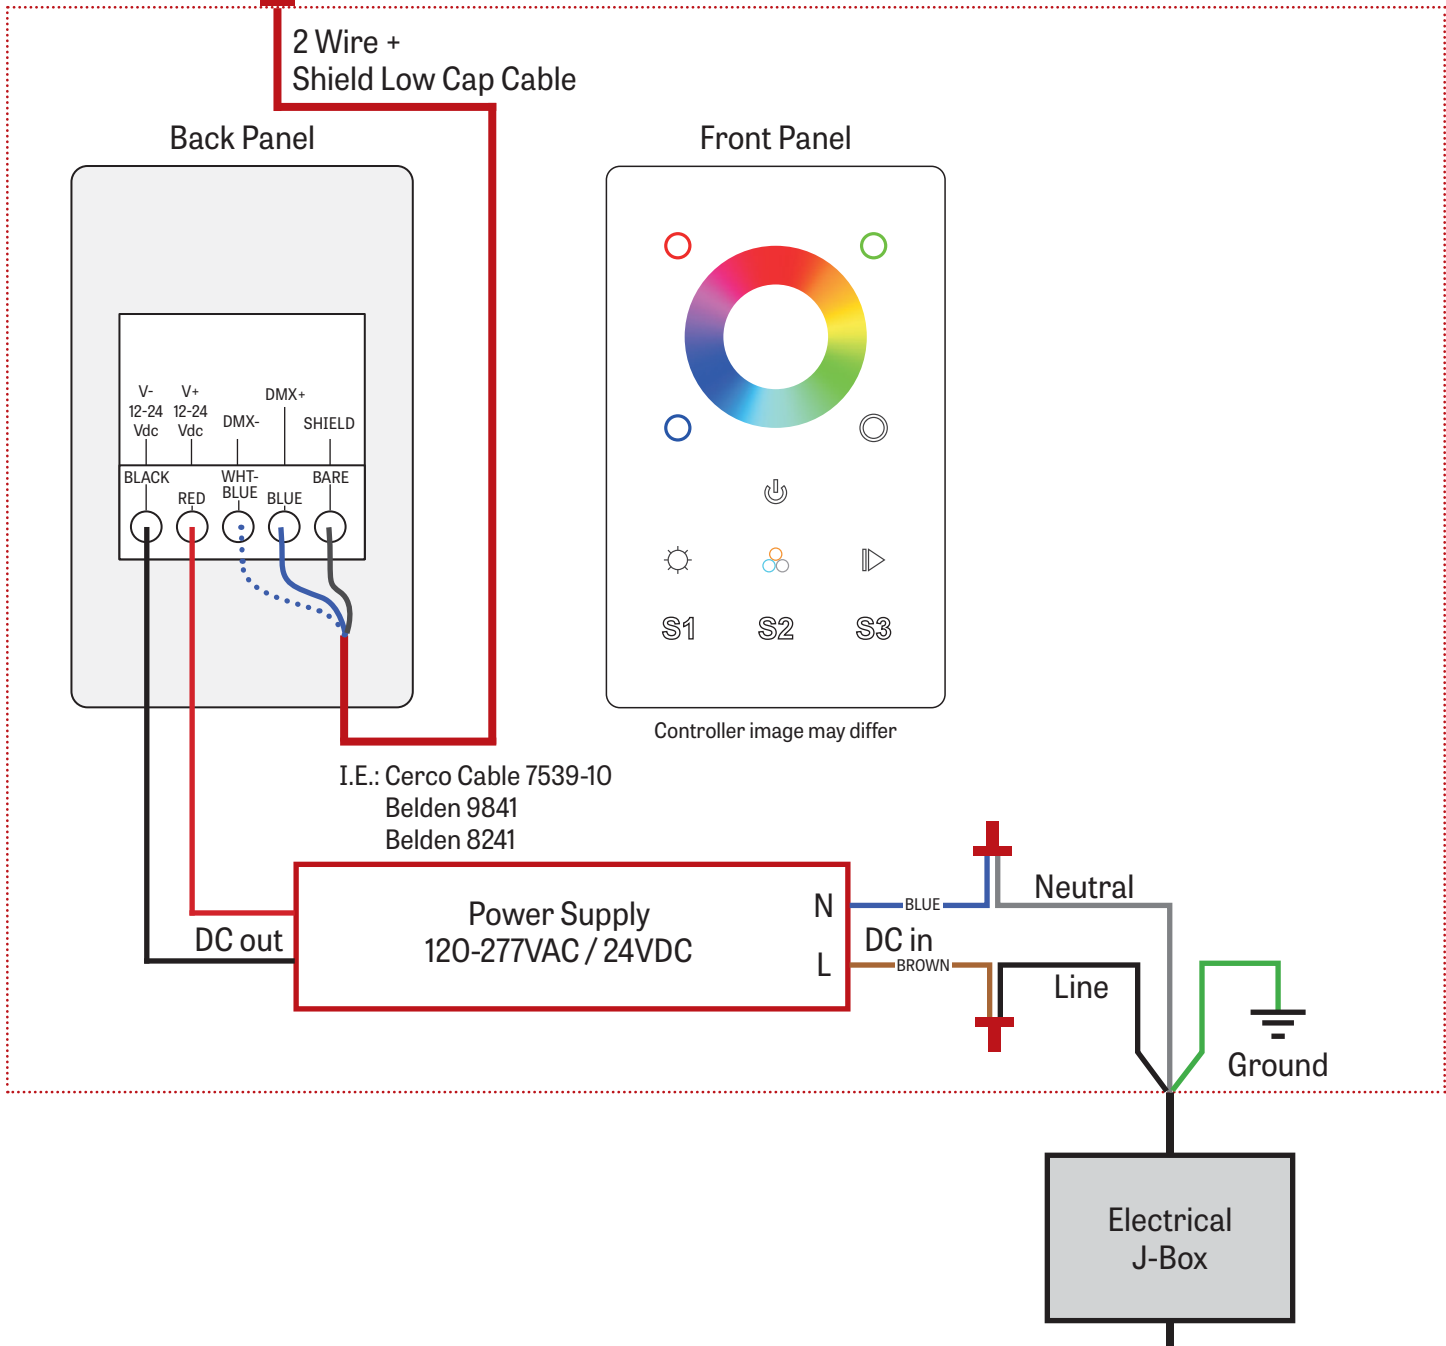 2 Wire +
Shield Low Cap Cable
Back Panel
Front Panel
V-
12-24
Vdc
V+
12-24
Vdc
DMX-
DMX+
SHIELD
BLACK
RED
WHT-
BLUE
BLUE
BARE
S1
S2
S3
Controller image may differ
I.E.: Cerco Cable 7539-10
Belden 9841
Belden 8241
Power Supply
120-277VAC / 24VDC
DC out
N
L
BLUE
DC in
BROWN
Neutral
Line
Ground
Electrical
J-Box